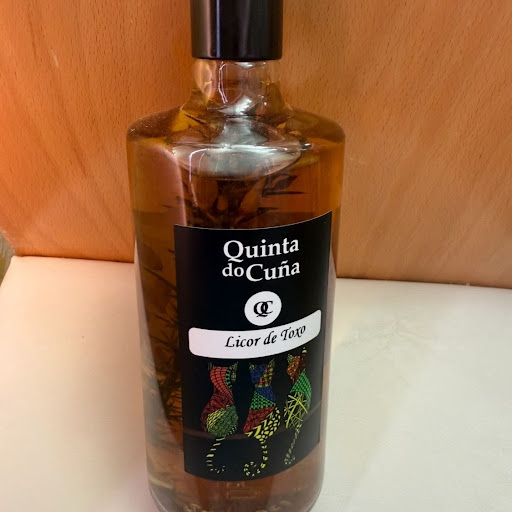 Quinta
do Cuña
QC
Licor de Toxo